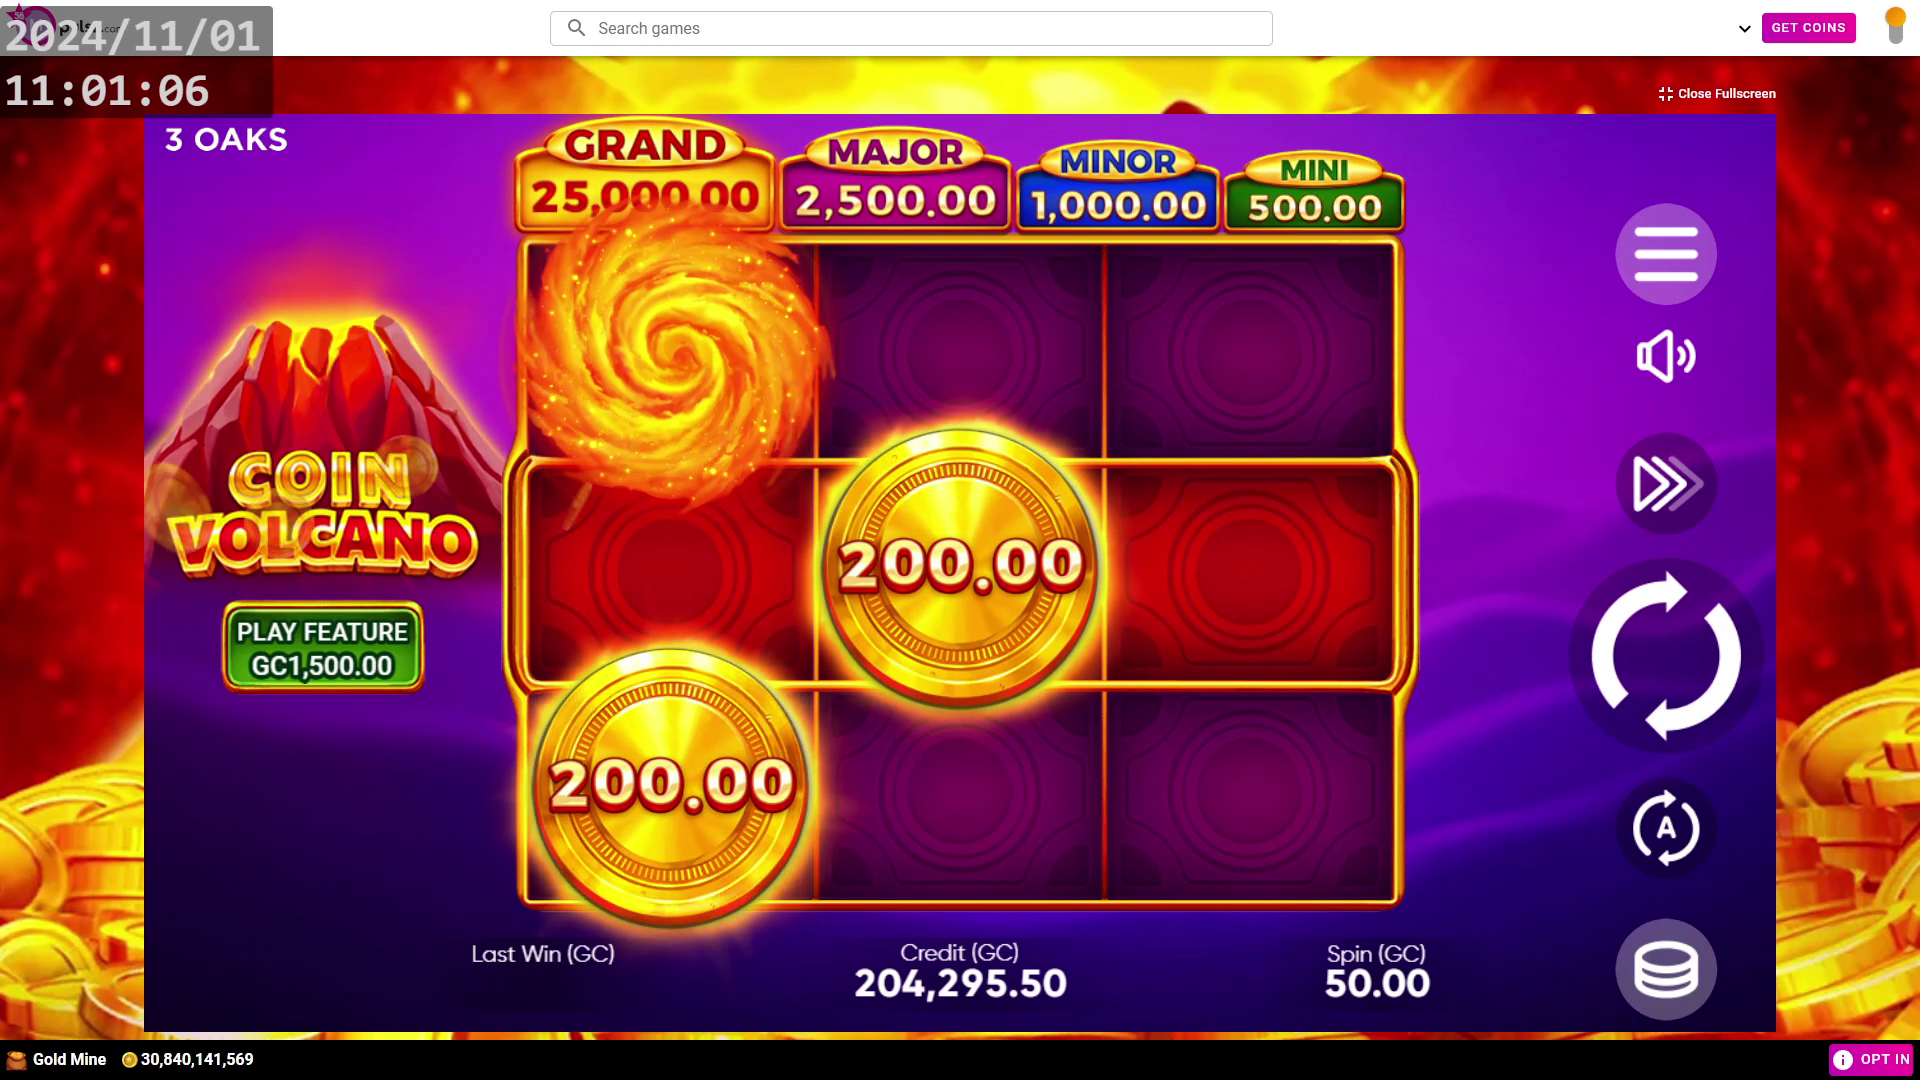 2024/11/01
11:01:06
Search games
GET COINS
Close Fullscreen
3 OAKS
GRAND
25,000.00
MAJOR
2,500.00
MINOR
1,000.00
MINI
500.00
COIN
VOLCANO
PLAY FEATURE
GC1,500.00
200.00
200.00
Last Win (GC)
Credit (GC)
204,295.50
Spin (GC)
50.00
A
Gold Mine
30,840,141,569
OPT IN